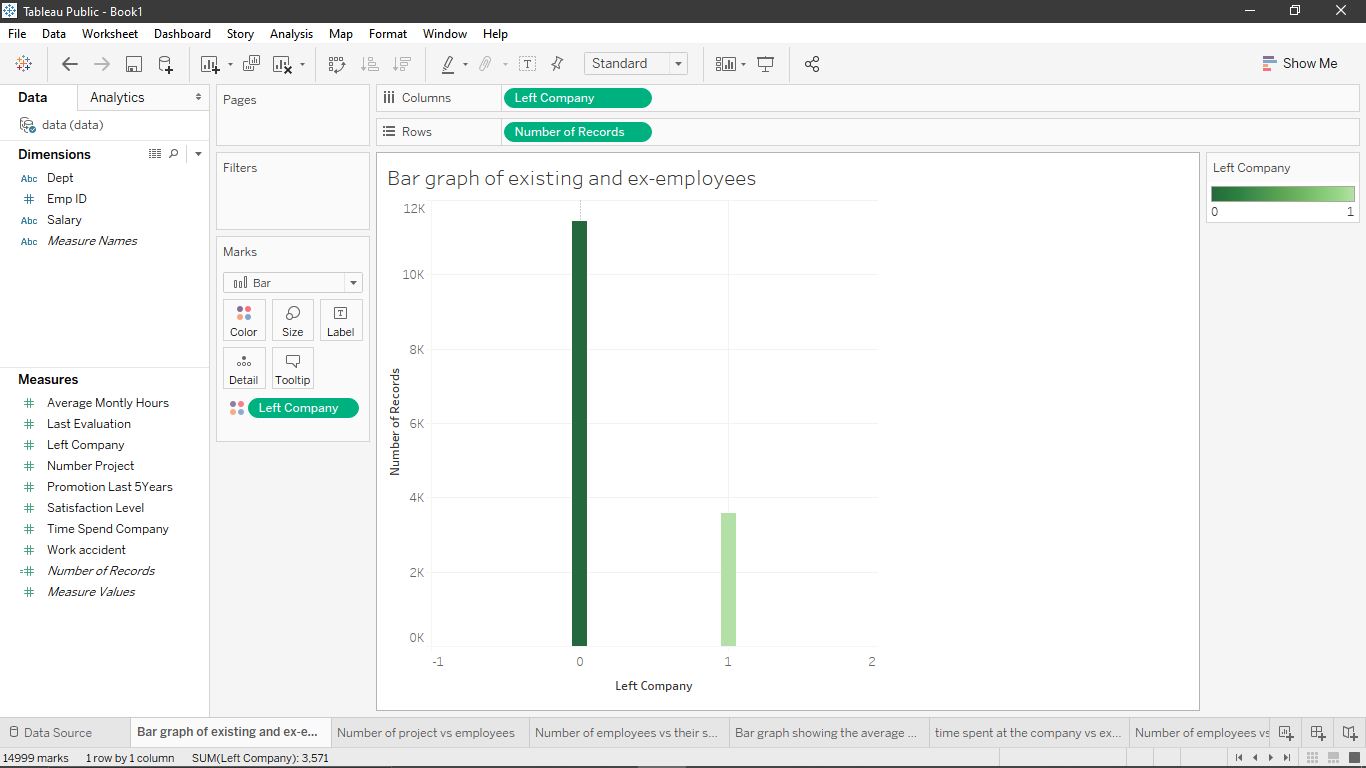 Tableau Public - Book1
File Data Worksheet Dashboard Story Analysis Map Format Window Help
Standard
Show Me
Data Analytics
data (data)
Dimensions
Abc Dept
# Emp ID
Abc Salary
Abc Measure Names
Measures
# Average Montly Hours
# Last Evaluation
# Left Company
# Number Project
# Promotion Last 5Years
# Satisfaction Level
# Time Spend Company
# Work accident
=# Number of Records
# Measure Values
Pages
Filters
Marks
Bar
Color Size Label
Detail Tooltip
Left Company
Columns Left Company
Rows Number of Records
Bar graph of existing and ex-employees
12K
10K
8K
6K
4K
2K
0K
Number of Records
-1 0 1 2
Left Company
Left Company
0 1
Data Source Bar graph of existing and ex-e... Number of project vs employees Number of employees vs their s... Bar graph showing the average ... time spent at the company vs ex... Number of employees vs
14999 marks 1 row by 1 column SUM(Left Company): 3,571